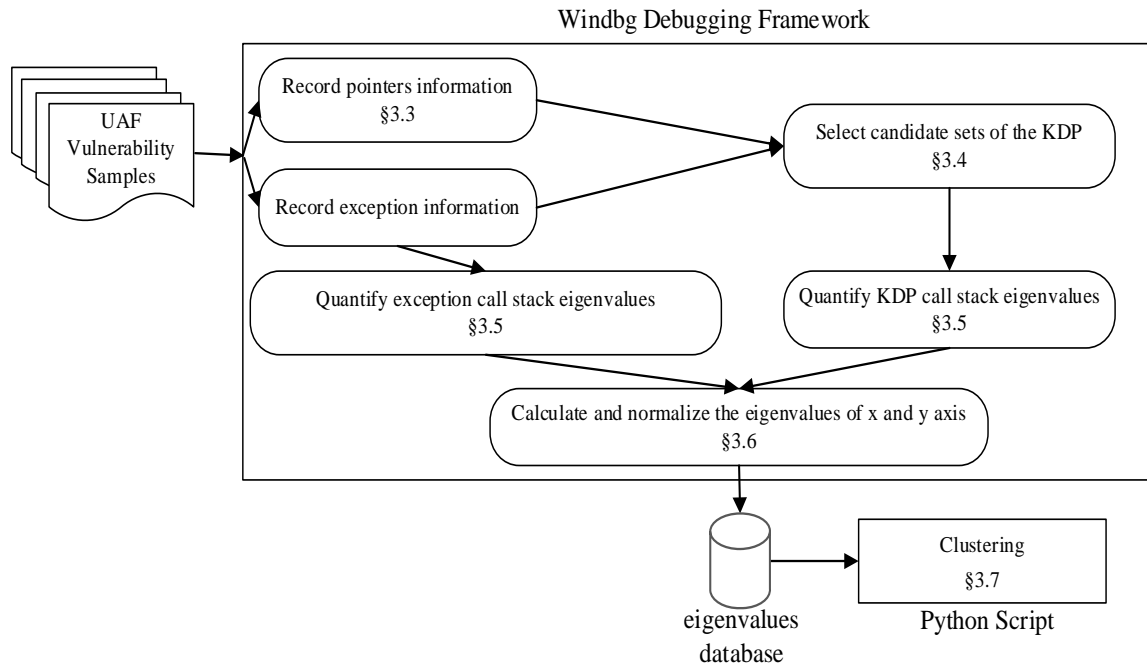 Windbg Debugging Framework
UAF
Vulnerability
Samples
Record pointers information
§3.3
Record exception information
Select candidate sets of the KDP
§3.4
Quantify exception call stack eigenvalues
§3.5
Quantify KDP call stack eigenvalues
§3.5
Calculate and normalize the eigenvalues of x and y axis
§3.6
Clustering
§3.7
eigenvalues
database
Python Script